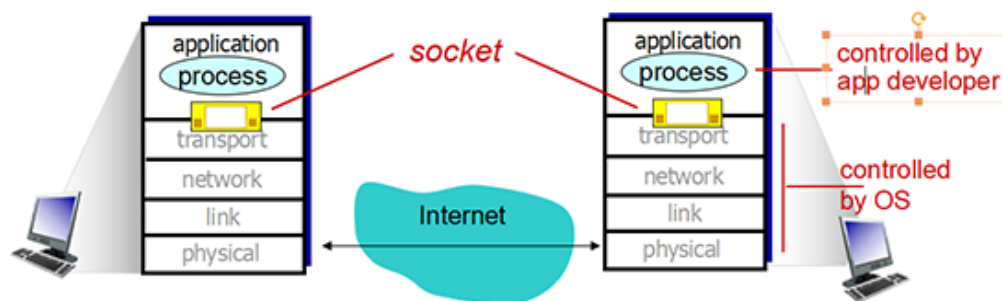 application
process
transport
network
link
physical
socket
Internet
application
process
transport
network
link
physical
controlled by
app developer
controlled
by OS